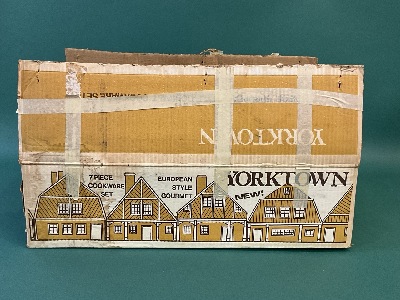 YORKTOWN
7 PIECE
COOKWARE
SET
EUROPEAN
STYLE
GOURMET
YORKTOWN
NEW!